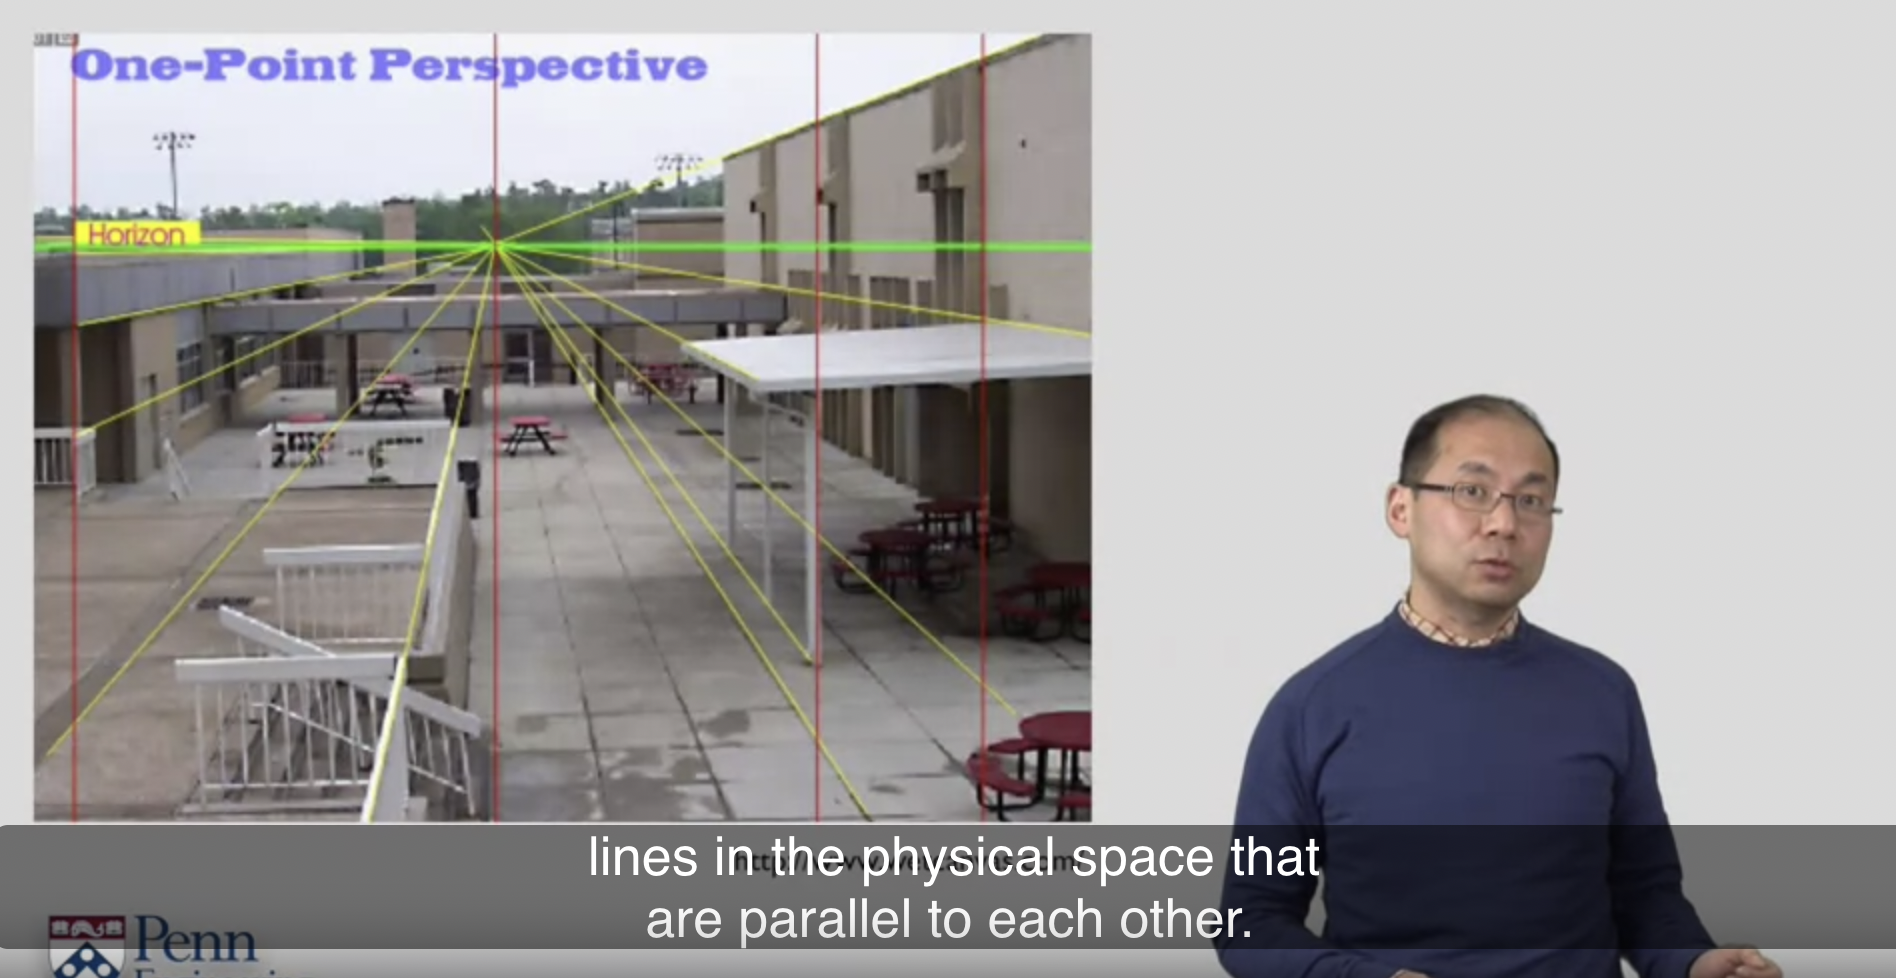 One-Point Perspective
Horizon
lines in the physical space that
are parallel to each other.
Penn